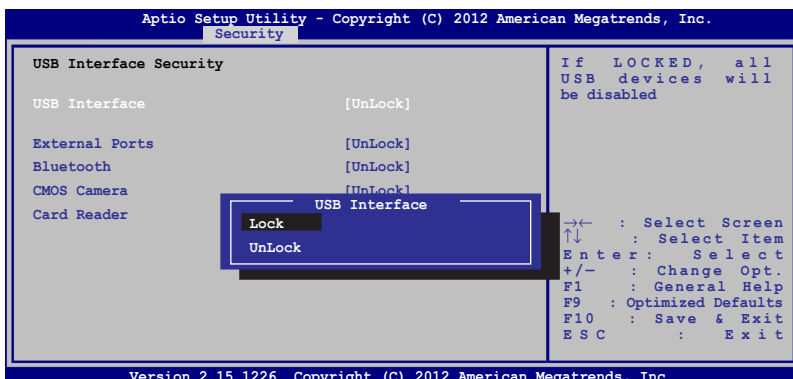 Aptio Setup Utility - Copyright (C) 2012 American Megatrends, Inc.
Security
USB Interface Security
USB Interface [UnLock]
External Ports [UnLock]
Bluetooth [UnLock]
CMOS Camera [UnLock]
Card Reader
USB Interface
Lock
UnLock
If LOCKED, all
USB devices will
be disabled
→← : Select Screen
↑↓ : Select Item
Enter: Select
+/— : Change Opt.
F1 : General Help
F9 : Optimized Defaults
F10 : Save & Exit
ESC : Exit
Version 2.15.1226. Copyright (C) 2012 American Megatrends, Inc.